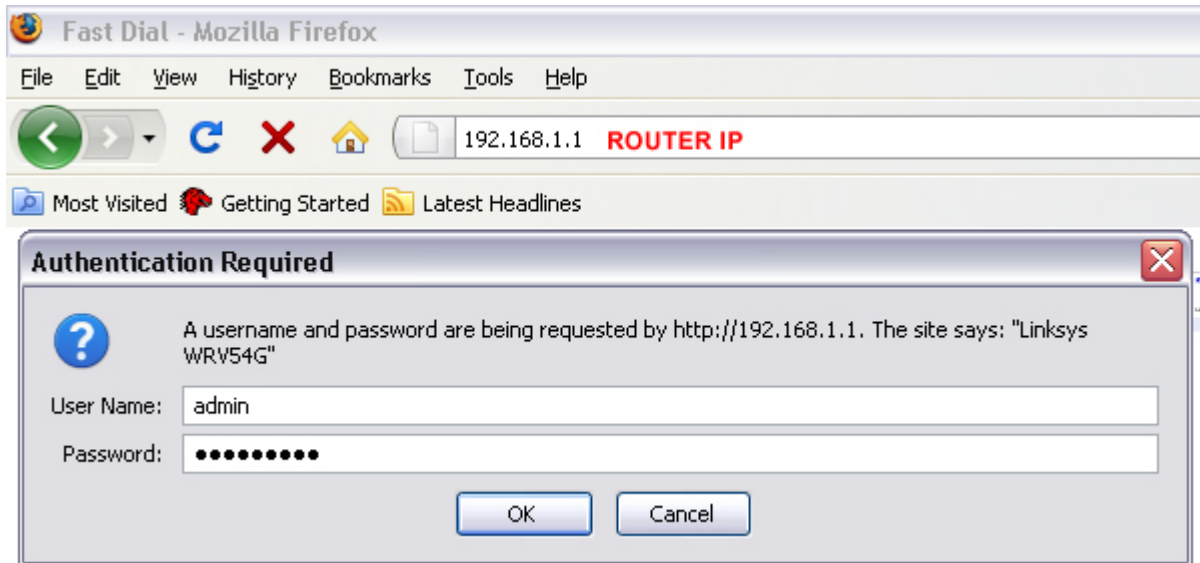 Fast Dial - Mozilla Firefox
File Edit View History Bookmarks Tools Help
192.168.1.1 ROUTER IP
Most Visited Getting Started Latest Headlines
Authentication Required
A username and password are being requested by http://192.168.1.1. The site says: "Linksys
WRV54G"
User Name: admin
Password: •••••••••
OK Cancel